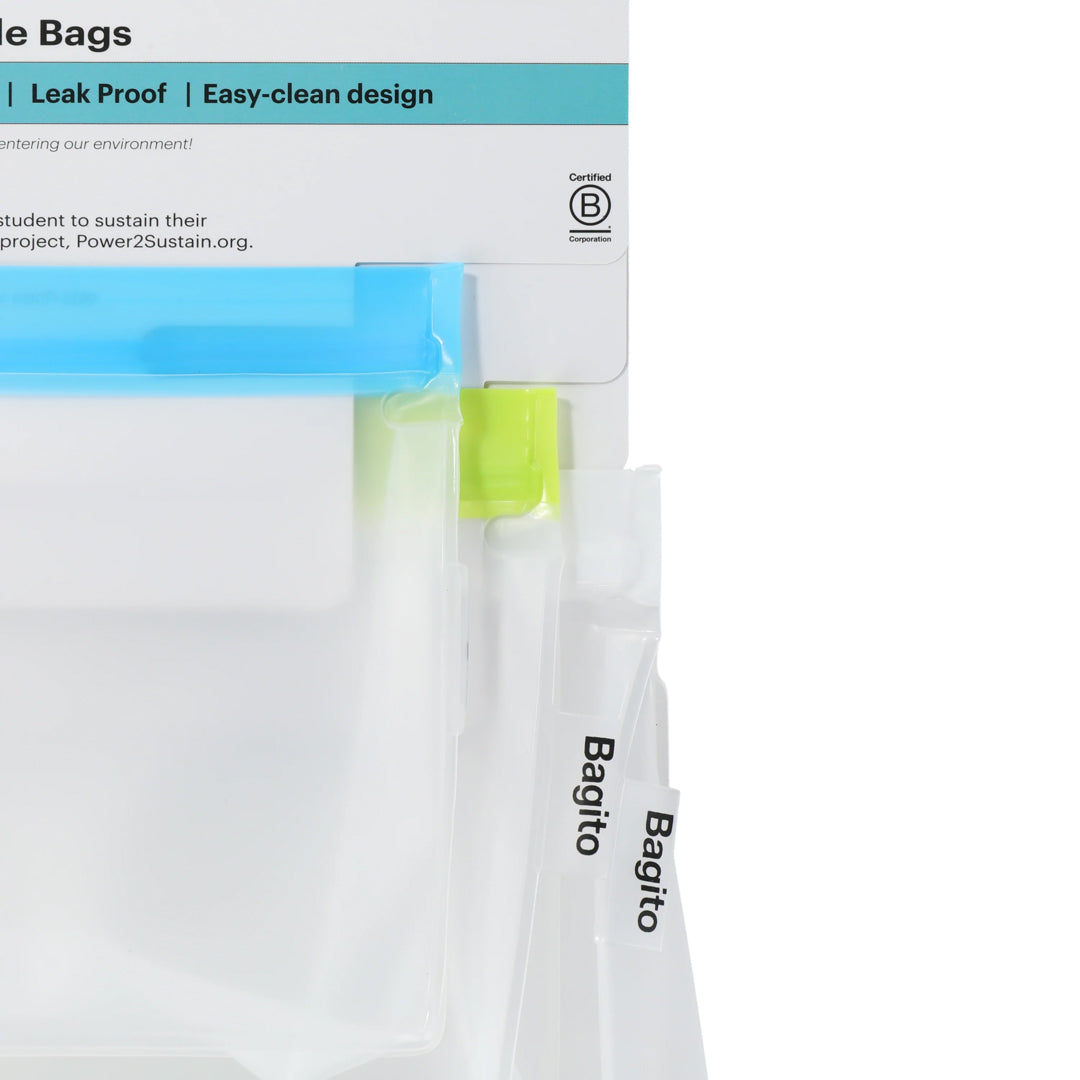 le Bags
| Leak Proof | Easy-clean design
entering our environment!
Certified
B
Corporation
student to sustain their
project, Power2Sustain.org.
Bagito
Bagito